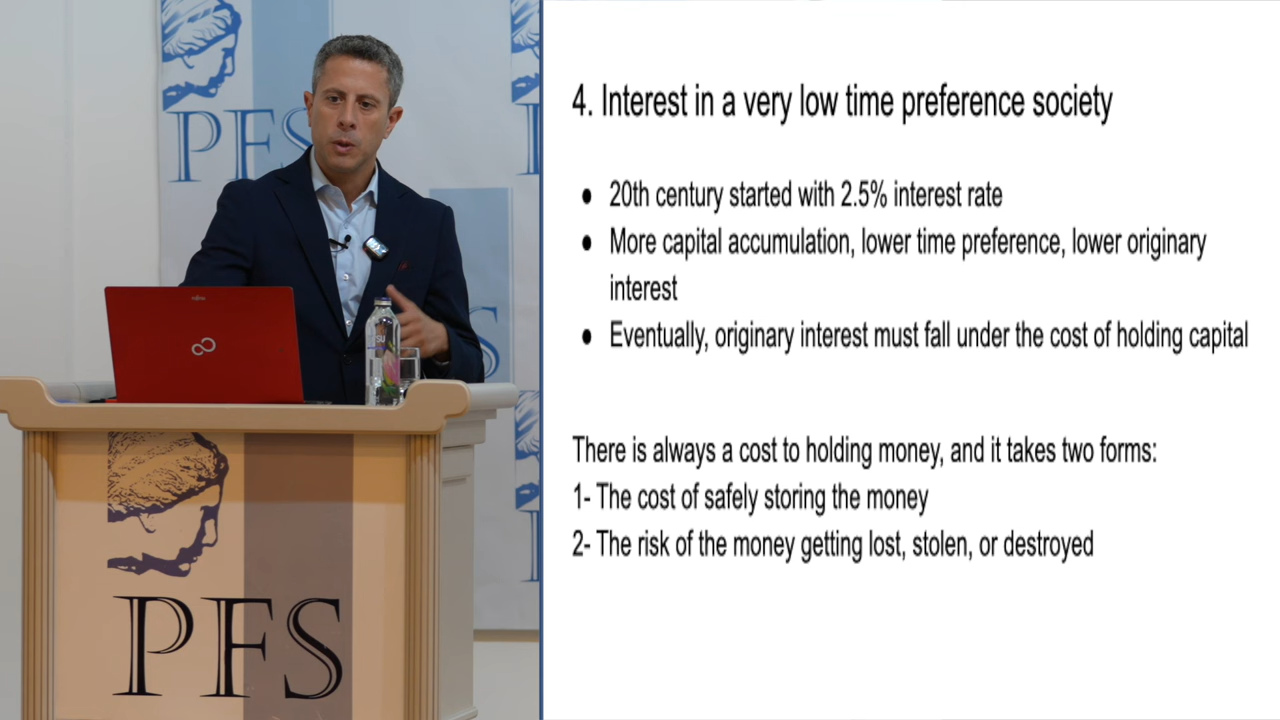 PFS
4. Interest in a very low time preference society
● 20th century started with 2.5% interest rate
● More capital accumulation, lower time preference, lower originary
interest
● Eventually, originary interest must fall under the cost of holding capital
There is always a cost to holding money, and it takes two forms:
1- The cost of safely storing the money
2- The risk of the money getting lost, stolen, or destroyed
FUJITSU
PFS